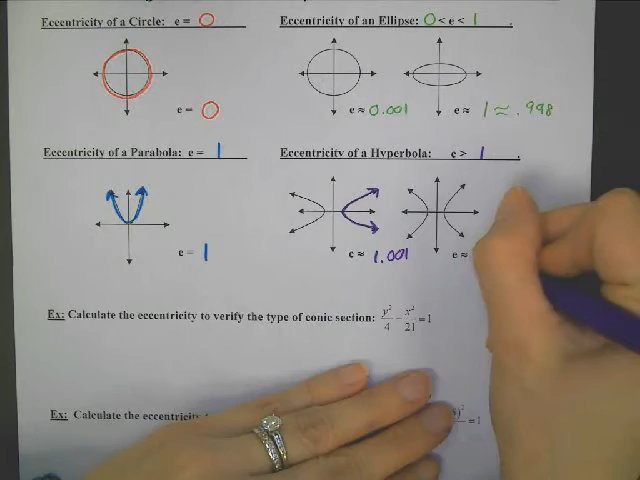 Eccentricity of a Circle: e = 0
Eccentricity of an Ellipse: 0 < e < 1 .
e = 0
e ≈ 0.001
e ≈ 1 ≈ .998
Eccentricity of a Parabola: e = 1
Eccentricity of a Hyperbola: e > 1 .
e = 1
e ≈ 1.001
e ≈
Ex: Calculate the eccentricity to verify the type of conic section: y²/4 − x²/21 = 1
Ex: Calculate the eccentricity
= 1